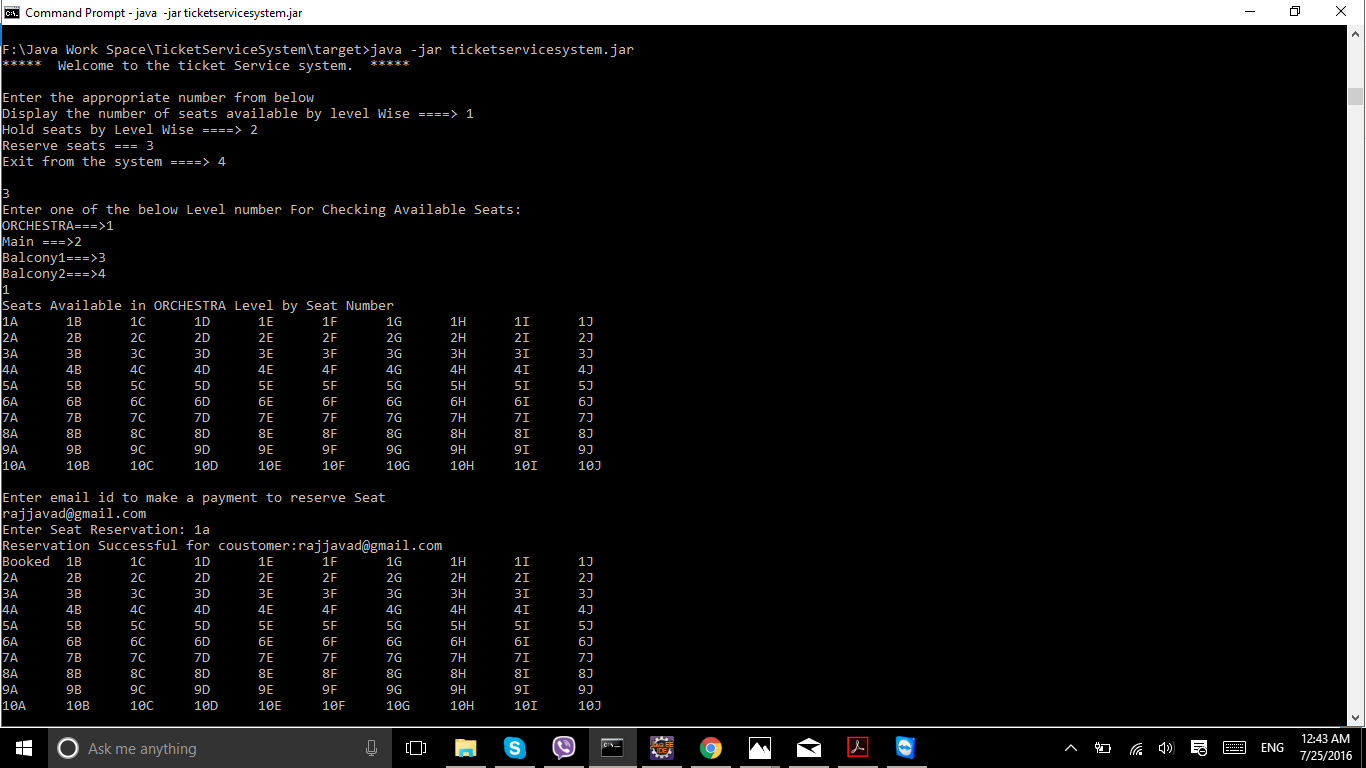 Command Prompt - java  -jar ticketservicesystem.jar
F:\Java Work Space\TicketServiceSystem\target>java -jar ticketservicesystem.jar
*****  Welcome to the ticket Service system.  *****
Enter the appropriate number from below
Display the number of seats available by level Wise ====> 1
Hold seats by Level Wise ====> 2
Reserve seats === 3
Exit from the system ====> 4
3
Enter one of the below Level number For Checking Available Seats:
ORCHESTRA===>1
Main ===>2
Balcony1===>3
Balcony2===>4
1
Seats Available in ORCHESTRA Level by Seat Number
1A      1B      1C      1D      1E      1F      1G      1H      1I      1J
2A      2B      2C      2D      2E      2F      2G      2H      2I      2J
3A      3B      3C      3D      3E      3F      3G      3H      3I      3J
4A      4B      4C      4D      4E      4F      4G      4H      4I      4J
5A      5B      5C      5D      5E      5F      5G      5H      5I      5J
6A      6B      6C      6D      6E      6F      6G      6H      6I      6J
7A      7B      7C      7D      7E      7F      7G      7H      7I      7J
8A      8B      8C      8D      8E      8F      8G      8H      8I      8J
9A      9B      9C      9D      9E      9F      9G      9H      9I      9J
10A     10B     10C     10D     10E     10F     10G     10H     10I     10J
Enter email id to make a payment to reserve Seat
rajjavad@gmail.com
Enter Seat Reservation: 1a
Reservation Successful for coustomer:rajjavad@gmail.com
Booked  1B      1C      1D      1E      1F      1G      1H      1I      1J
2A      2B      2C      2D      2E      2F      2G      2H      2I      2J
3A      3B      3C      3D      3E      3F      3G      3H      3I      3J
4A      4B      4C      4D      4E      4F      4G      4H      4I      4J
5A      5B      5C      5D      5E      5F      5G      5H      5I      5J
6A      6B      6C      6D      6E      6F      6G      6H      6I      6J
7A      7B      7C      7D      7E      7F      7G      7H      7I      7J
8A      8B      8C      8D      8E      8F      8G      8H      8I      8J
9A      9B      9C      9D      9E      9F      9G      9H      9I      9J
10A     10B     10C     10D     10E     10F     10G     10H     10I     10J
Ask me anything
ENG
12:43 AM
7/25/2016